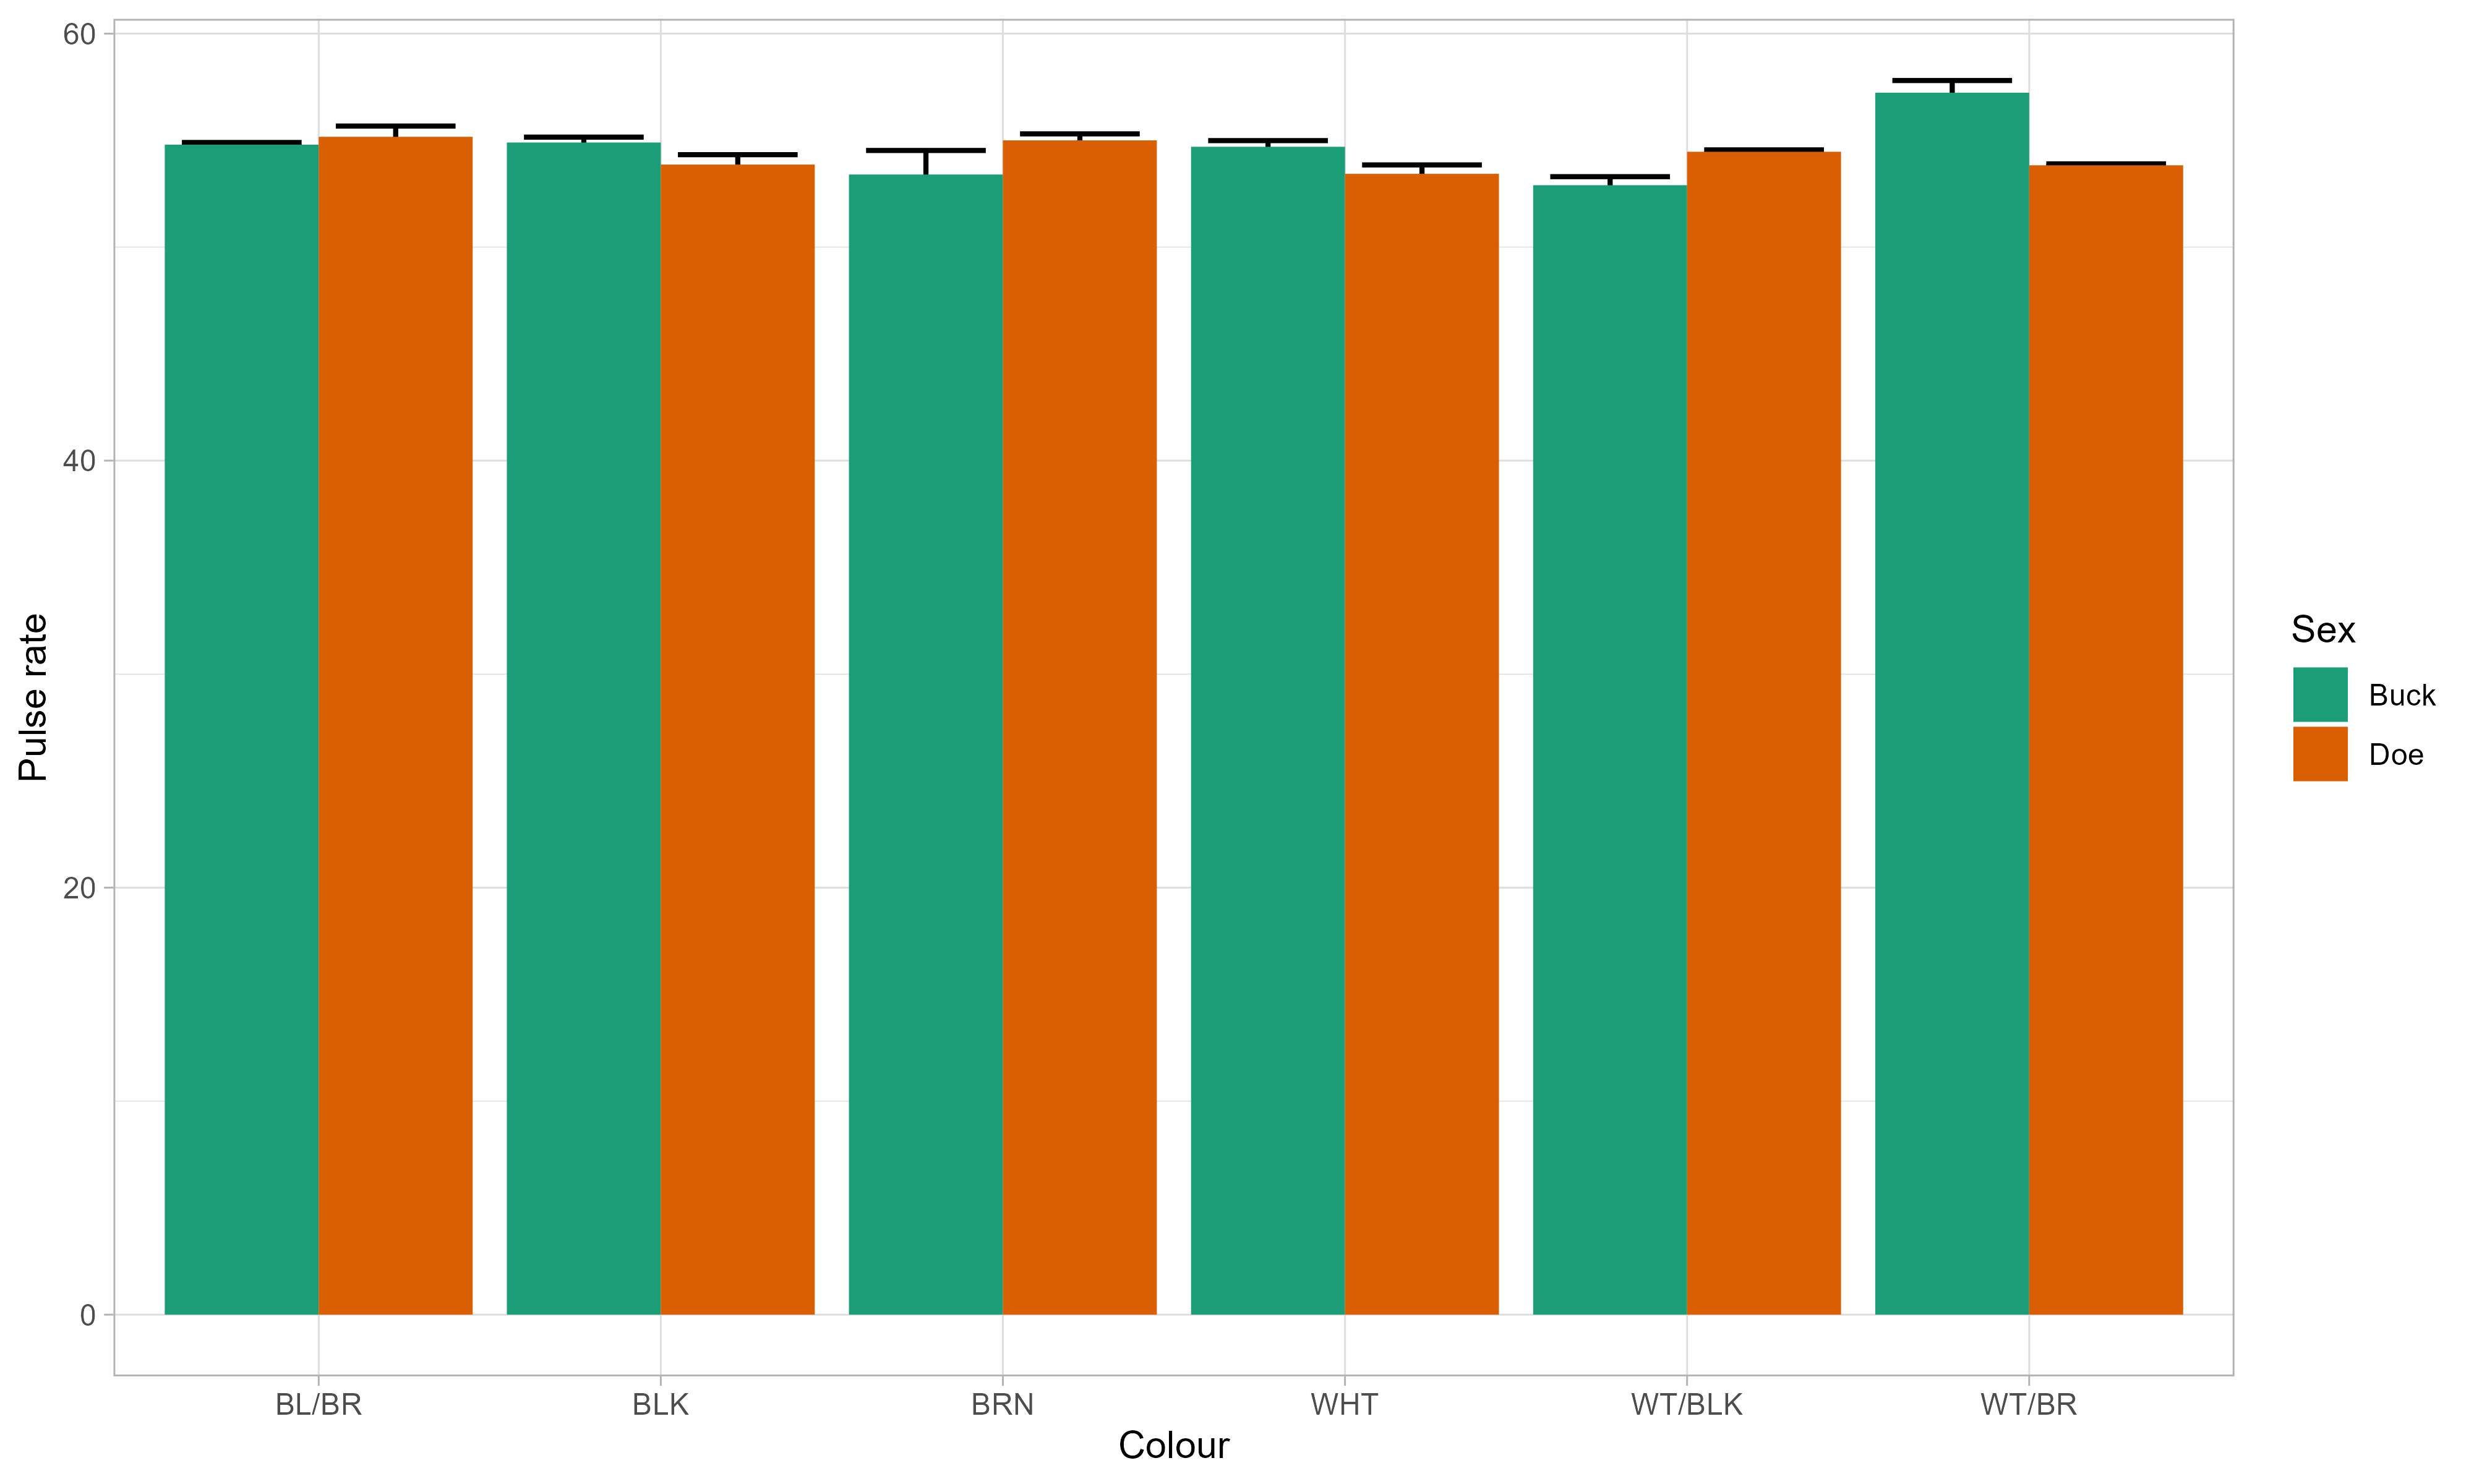 60
40
20
0
Pulse rate
BL/BR
BLK
BRN
WHT
WT/BLK
WT/BR
Colour
Sex
Buck
Doe